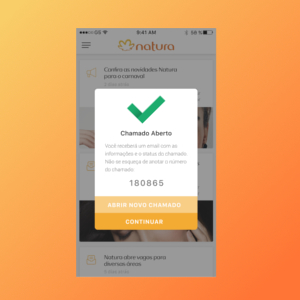 9:41 AM
58 %
natura
Confira as novidades Natura
para o carnaval
Chamado Aberto
Você receberá um email com as
informações e o status do chamado.
Não se esqueça de anotar o número
do chamado:
180865
ABRIR NOVO CHAMADO
CONTINUAR
Natura abre vagas para
diversas áreas